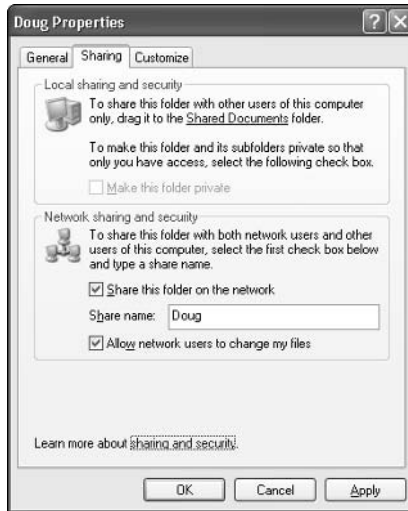 Doug Properties
General Sharing Customize
Local sharing and security
To share this folder with other users of this computer
only, drag it to the Shared Documents folder.
To make this folder and its subfolders private so that
only you have access, select the following check box.
Make this folder private
Network sharing and security
To share this folder with both network users and other
users of this computer, select the first check box below
and type a share name.
Share this folder on the network
Share name: Doug
Allow network users to change my files
Learn more about sharing and security.
OK Cancel Apply